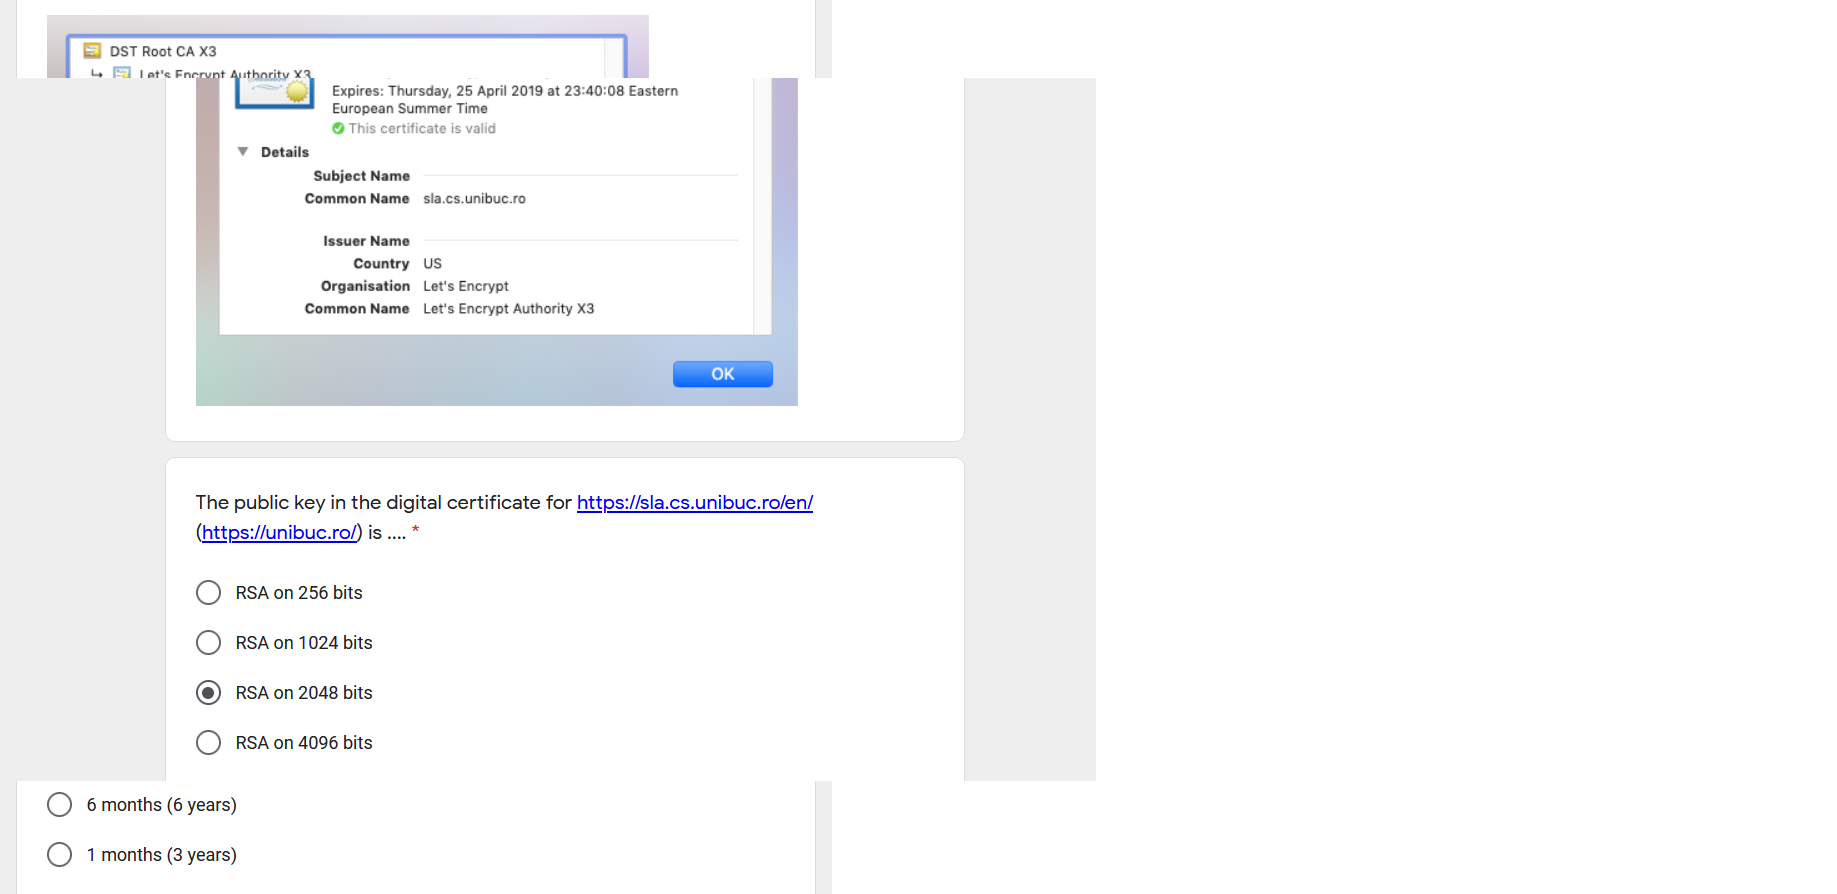 DST Root CA X3
Let's Encrypt Authority X3
Expires: Thursday, 25 April 2019 at 23:40:08 Eastern
European Summer Time
This certificate is valid
Details
Subject Name
Common Name sla.cs.unibuc.ro
Issuer Name
Country US
Organisation Let's Encrypt
Common Name Let's Encrypt Authority X3
OK
The public key in the digital certificate for https://sla.cs.unibuc.ro/en/
(https://unibuc.ro/) is .... *
RSA on 256 bits
RSA on 1024 bits
RSA on 2048 bits
RSA on 4096 bits
6 months (6 years)
1 months (3 years)